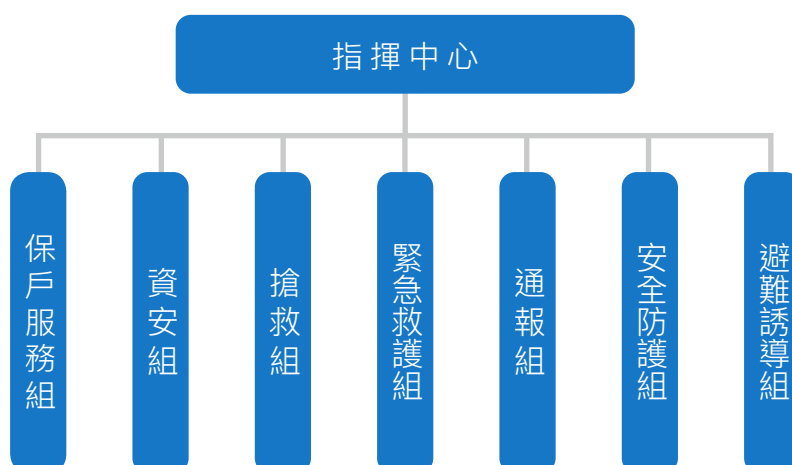 指揮中心
保戶服務組
資安組
搶救組
緊急救護組
通報組
安全防護組
避難誘導組